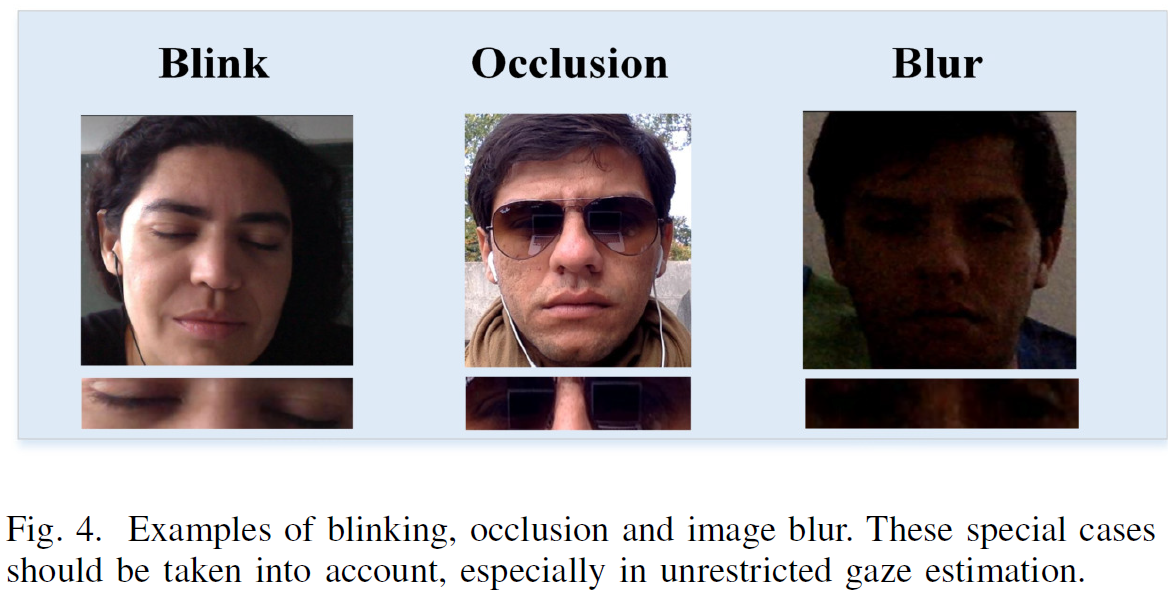 Blink Occlusion Blur
Fig. 4. Examples of blinking, occlusion and image blur. These special cases
should be taken into account, especially in unrestricted gaze estimation.